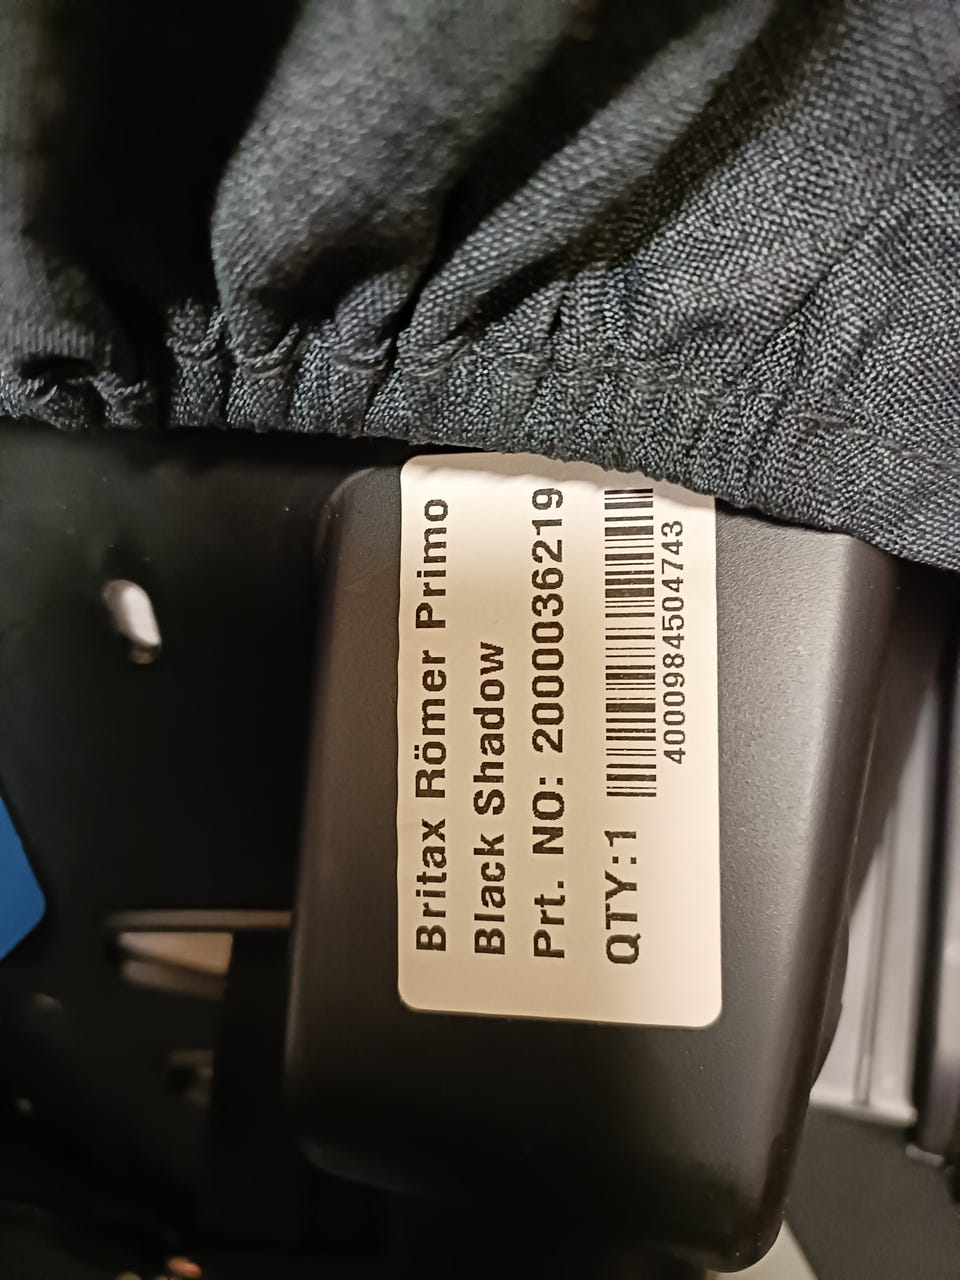 Britax Römer Primo
Black Shadow
Prt. NO: 2000036219
QTY:1
4000984504743